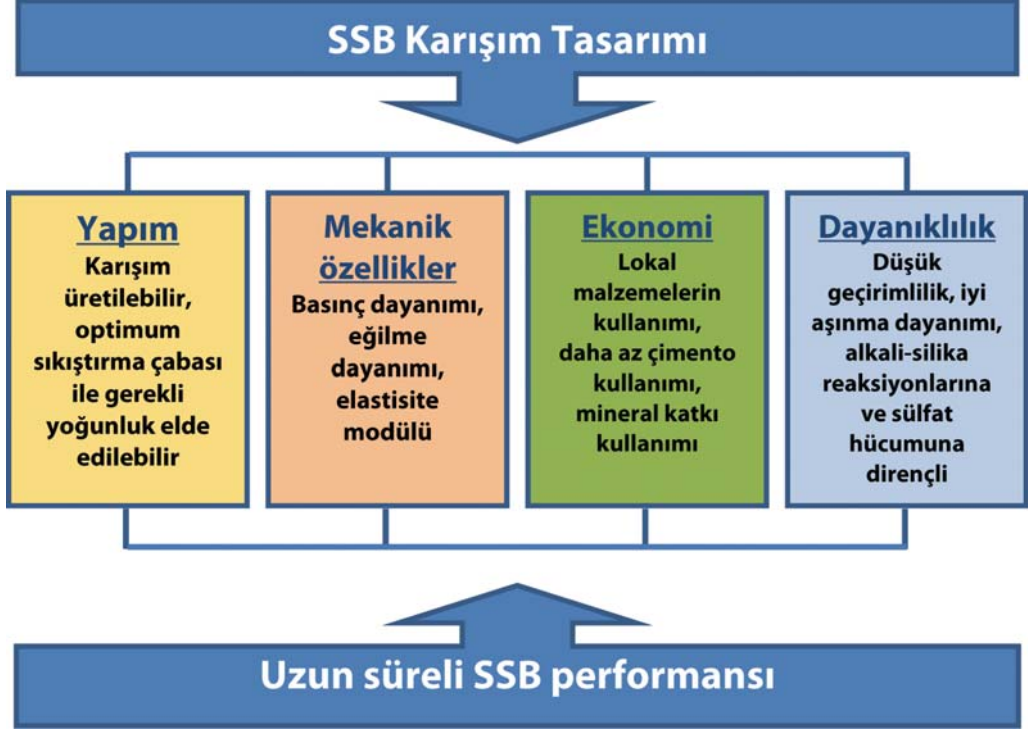 SSB Karışım Tasarımı
Yapım
Karışım
üretilebilir,
optimum
sıkıştırma çabası
ile gerekli
yoğunluk elde
edilebilir
Mekanik
özellikler
Basınç dayanımı,
eğilme
dayanımı,
elastisite
modülü
Ekonomi
Lokal
malzemelerin
kullanımı,
daha az çimento
kullanımı,
mineral katkı
kullanımı
Dayanıklılık
Düşük
geçirimlilik, iyi
aşınma dayanımı,
alkali-silika
reaksiyonlarına
ve sülfat
hücumuna
dirençli
Uzun süreli SSB performansı